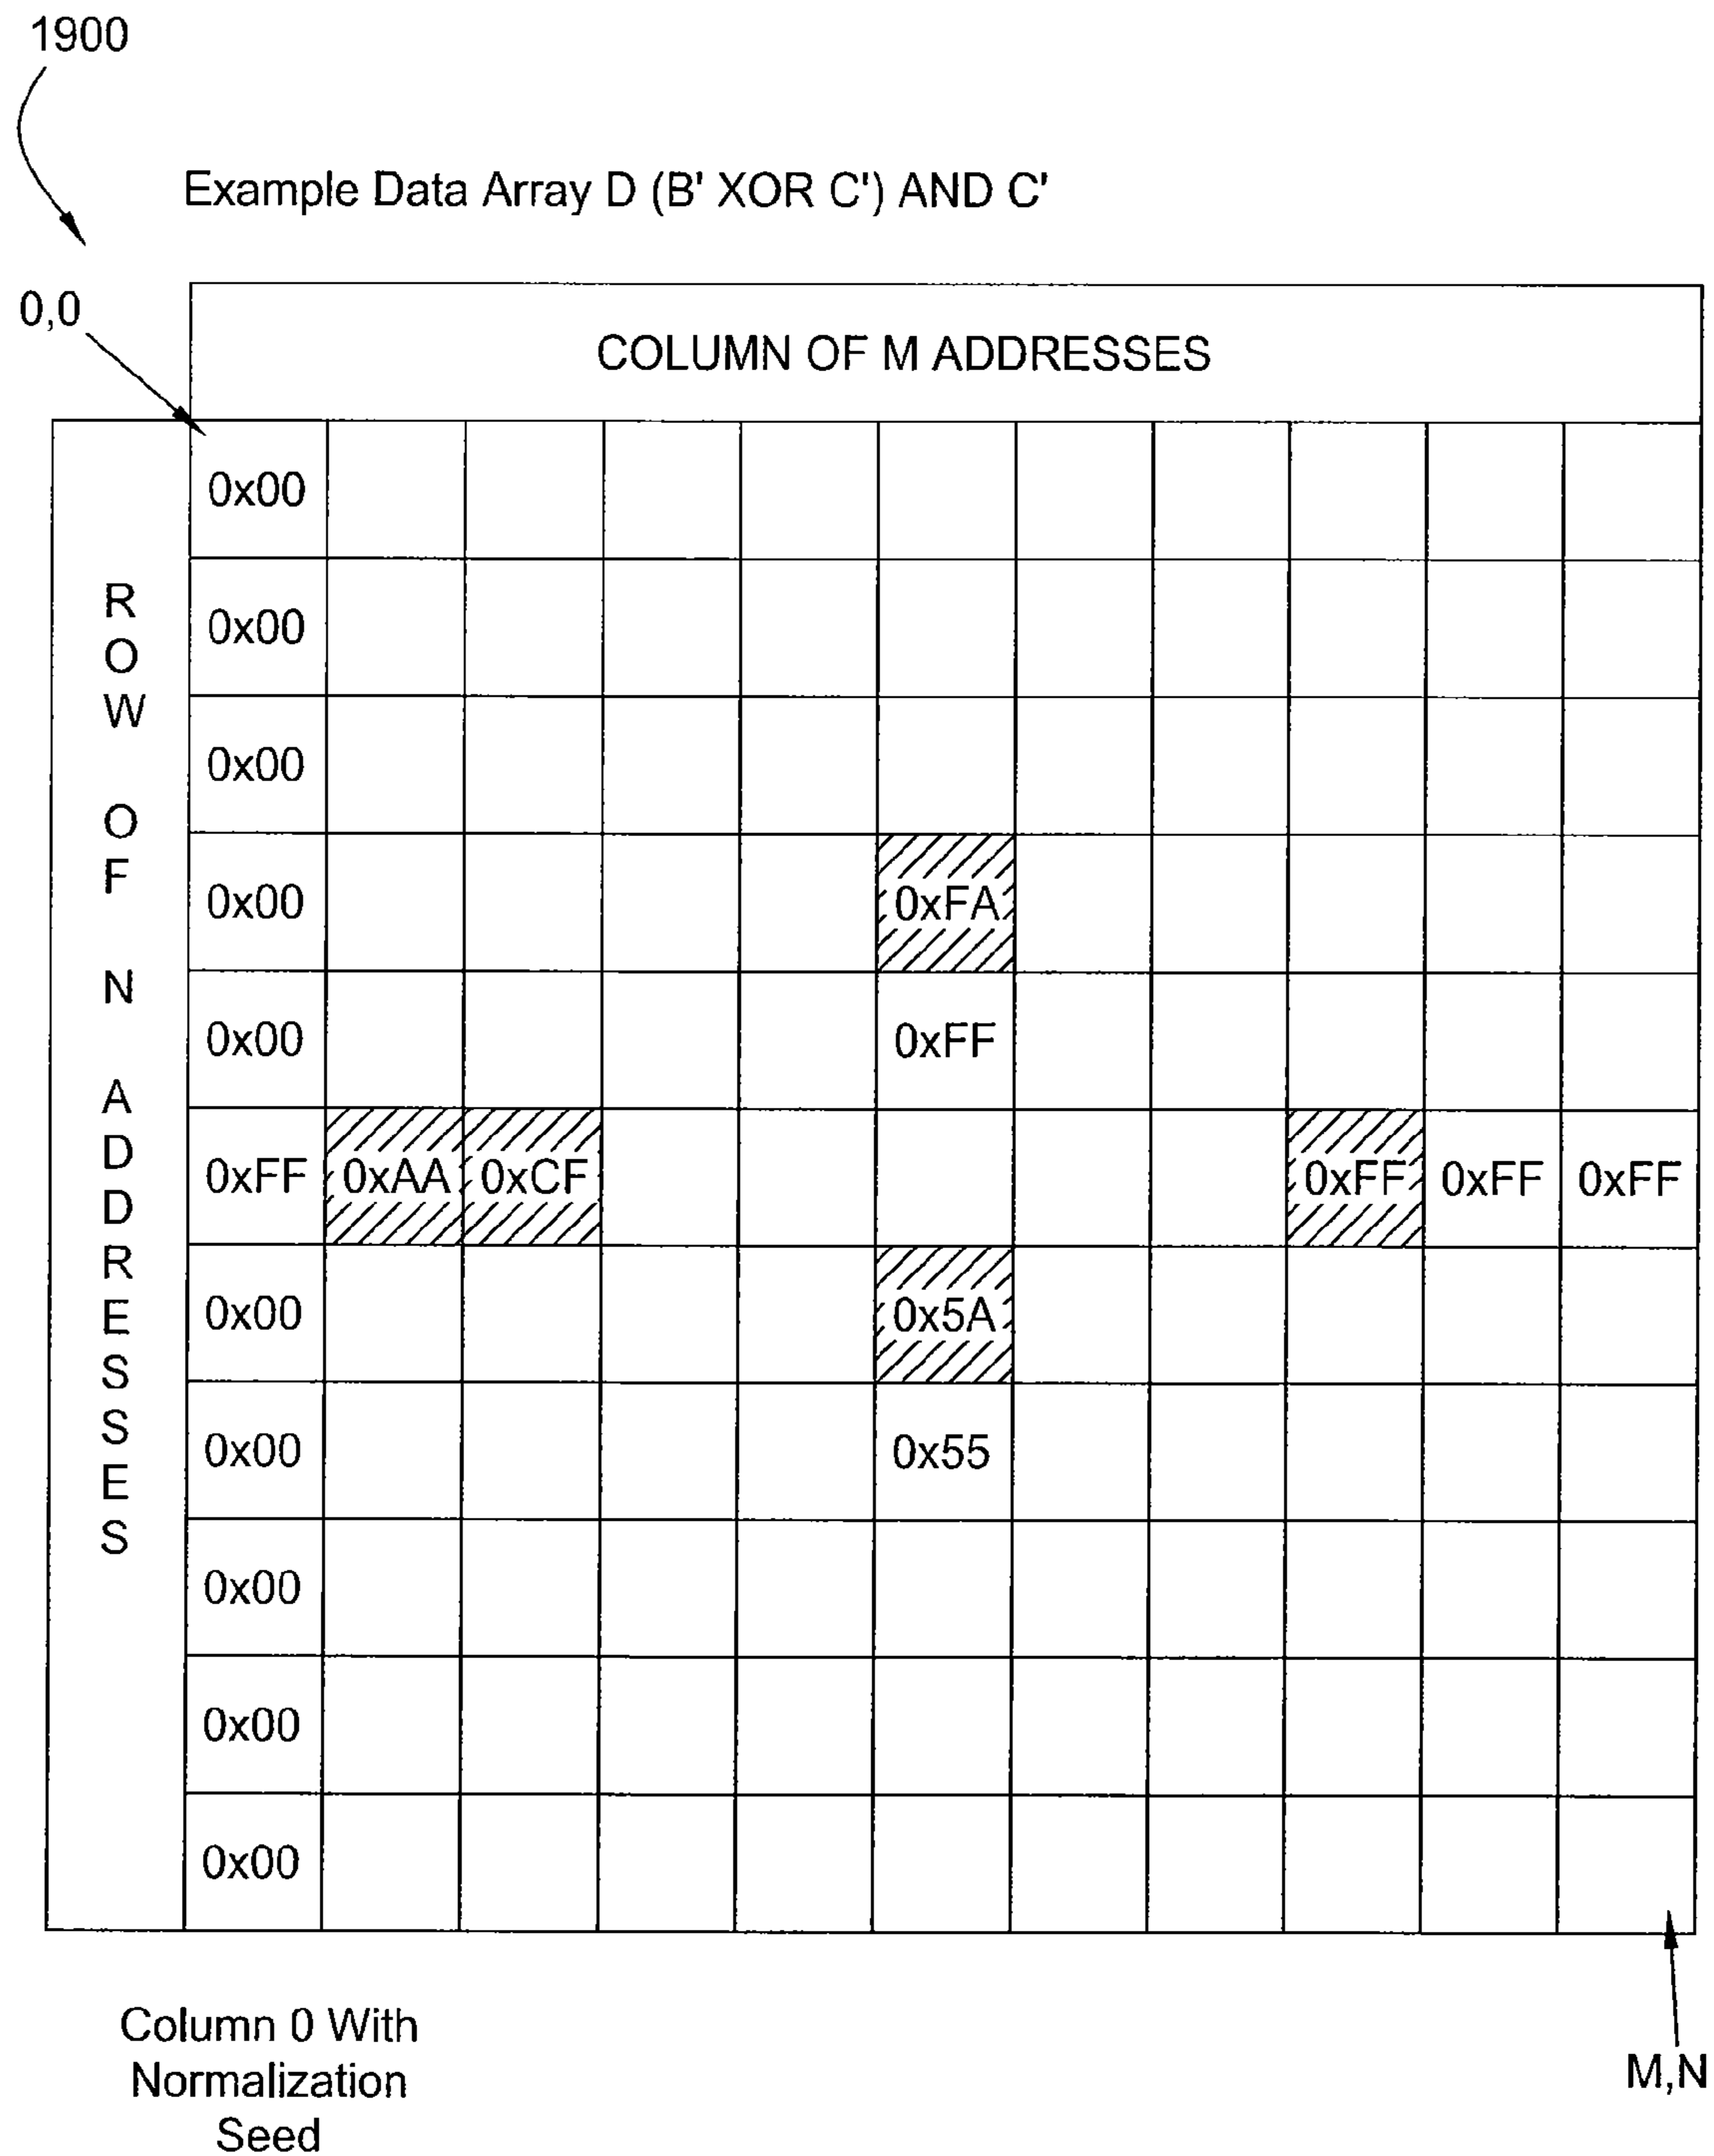 1900
Example Data Array D (B' XOR C') AND C'
0,0
COLUMN OF M ADDRESSES
ROW OF N ADDRESSES
0x00
0x00
0x00
0x00 0xFA
0x00 0xFF
0xFF 0xAA 0xCF 0xFF 0xFF 0xFF
0x00 0x5A
0x00 0x55
0x00
0x00
0x00
Column 0 With
Normalization
Seed
M,N